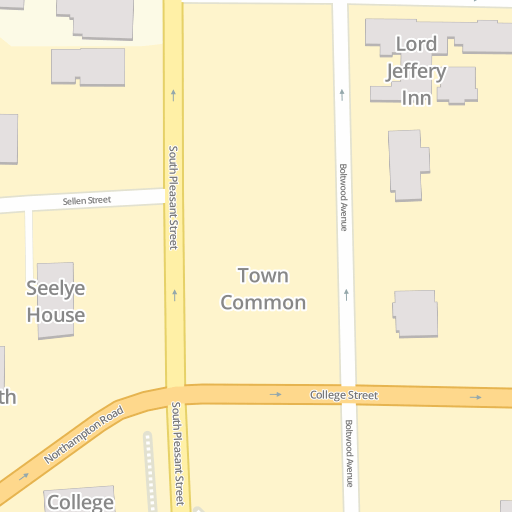 Lord
Jeffery
Inn
South Pleasant Street
Boltwood Avenue
Sellen Street
Town
Common
Seelye
House
th
College Street
Northampton Road
South Pleasant Street
Boltwood Avenue
College